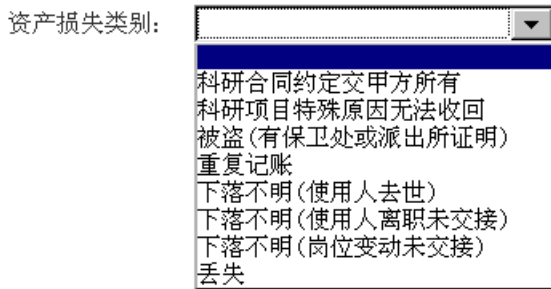 资产损失类别:
科研合同约定交甲方所有
科研项目特殊原因无法收回
被盗(有保卫处或派出所证明)
重复记账
下落不明(使用人去世)
下落不明(使用人离职未交接)
下落不明(岗位变动未交接)
丢失